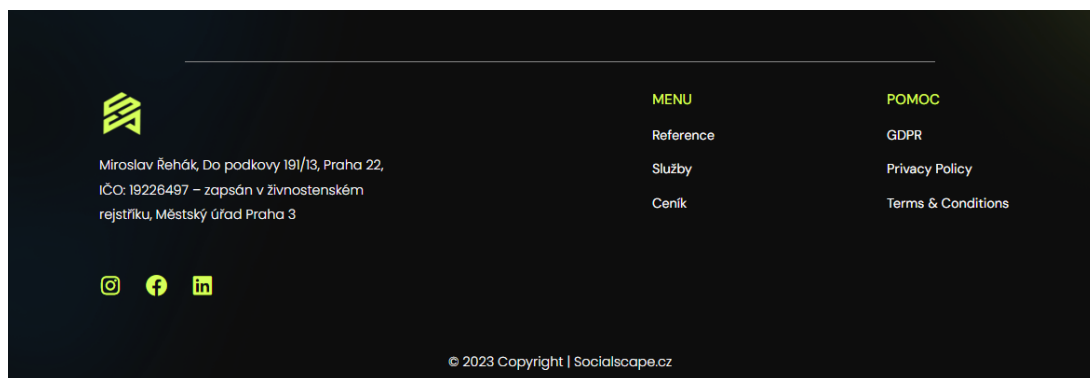 Miroslav Řehák, Do podkovy 191/13, Praha 22,
IČO: 19226497 – zapsán v živnostenském
rejstříku, Městský úřad Praha 3
MENU
Reference
Služby
Ceník
POMOC
GDPR
Privacy Policy
Terms & Conditions
© 2023 Copyright | Socialscape.cz